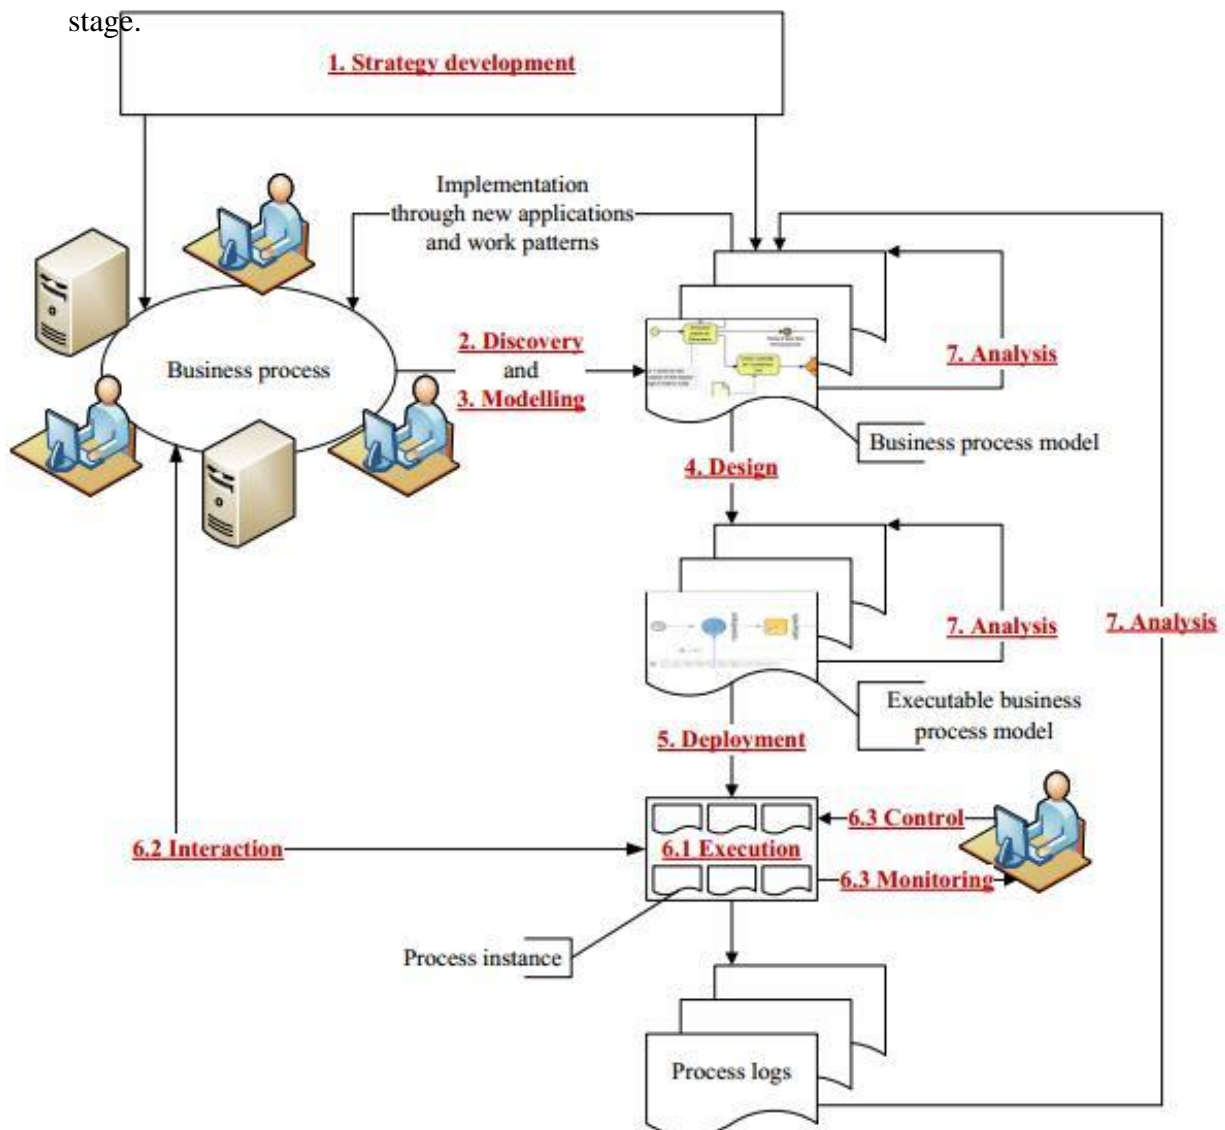 stage.
1. Strategy development
Implementation
through new applications
and work patterns
Business process
2. Discovery
and
3. Modelling
7. Analysis
Business process model
4. Design
7. Analysis
7. Analysis
Executable business
process model
5. Deployment
6.2 Interaction
6.1 Execution
6.3 Control
6.3 Monitoring
Process instance
Process logs